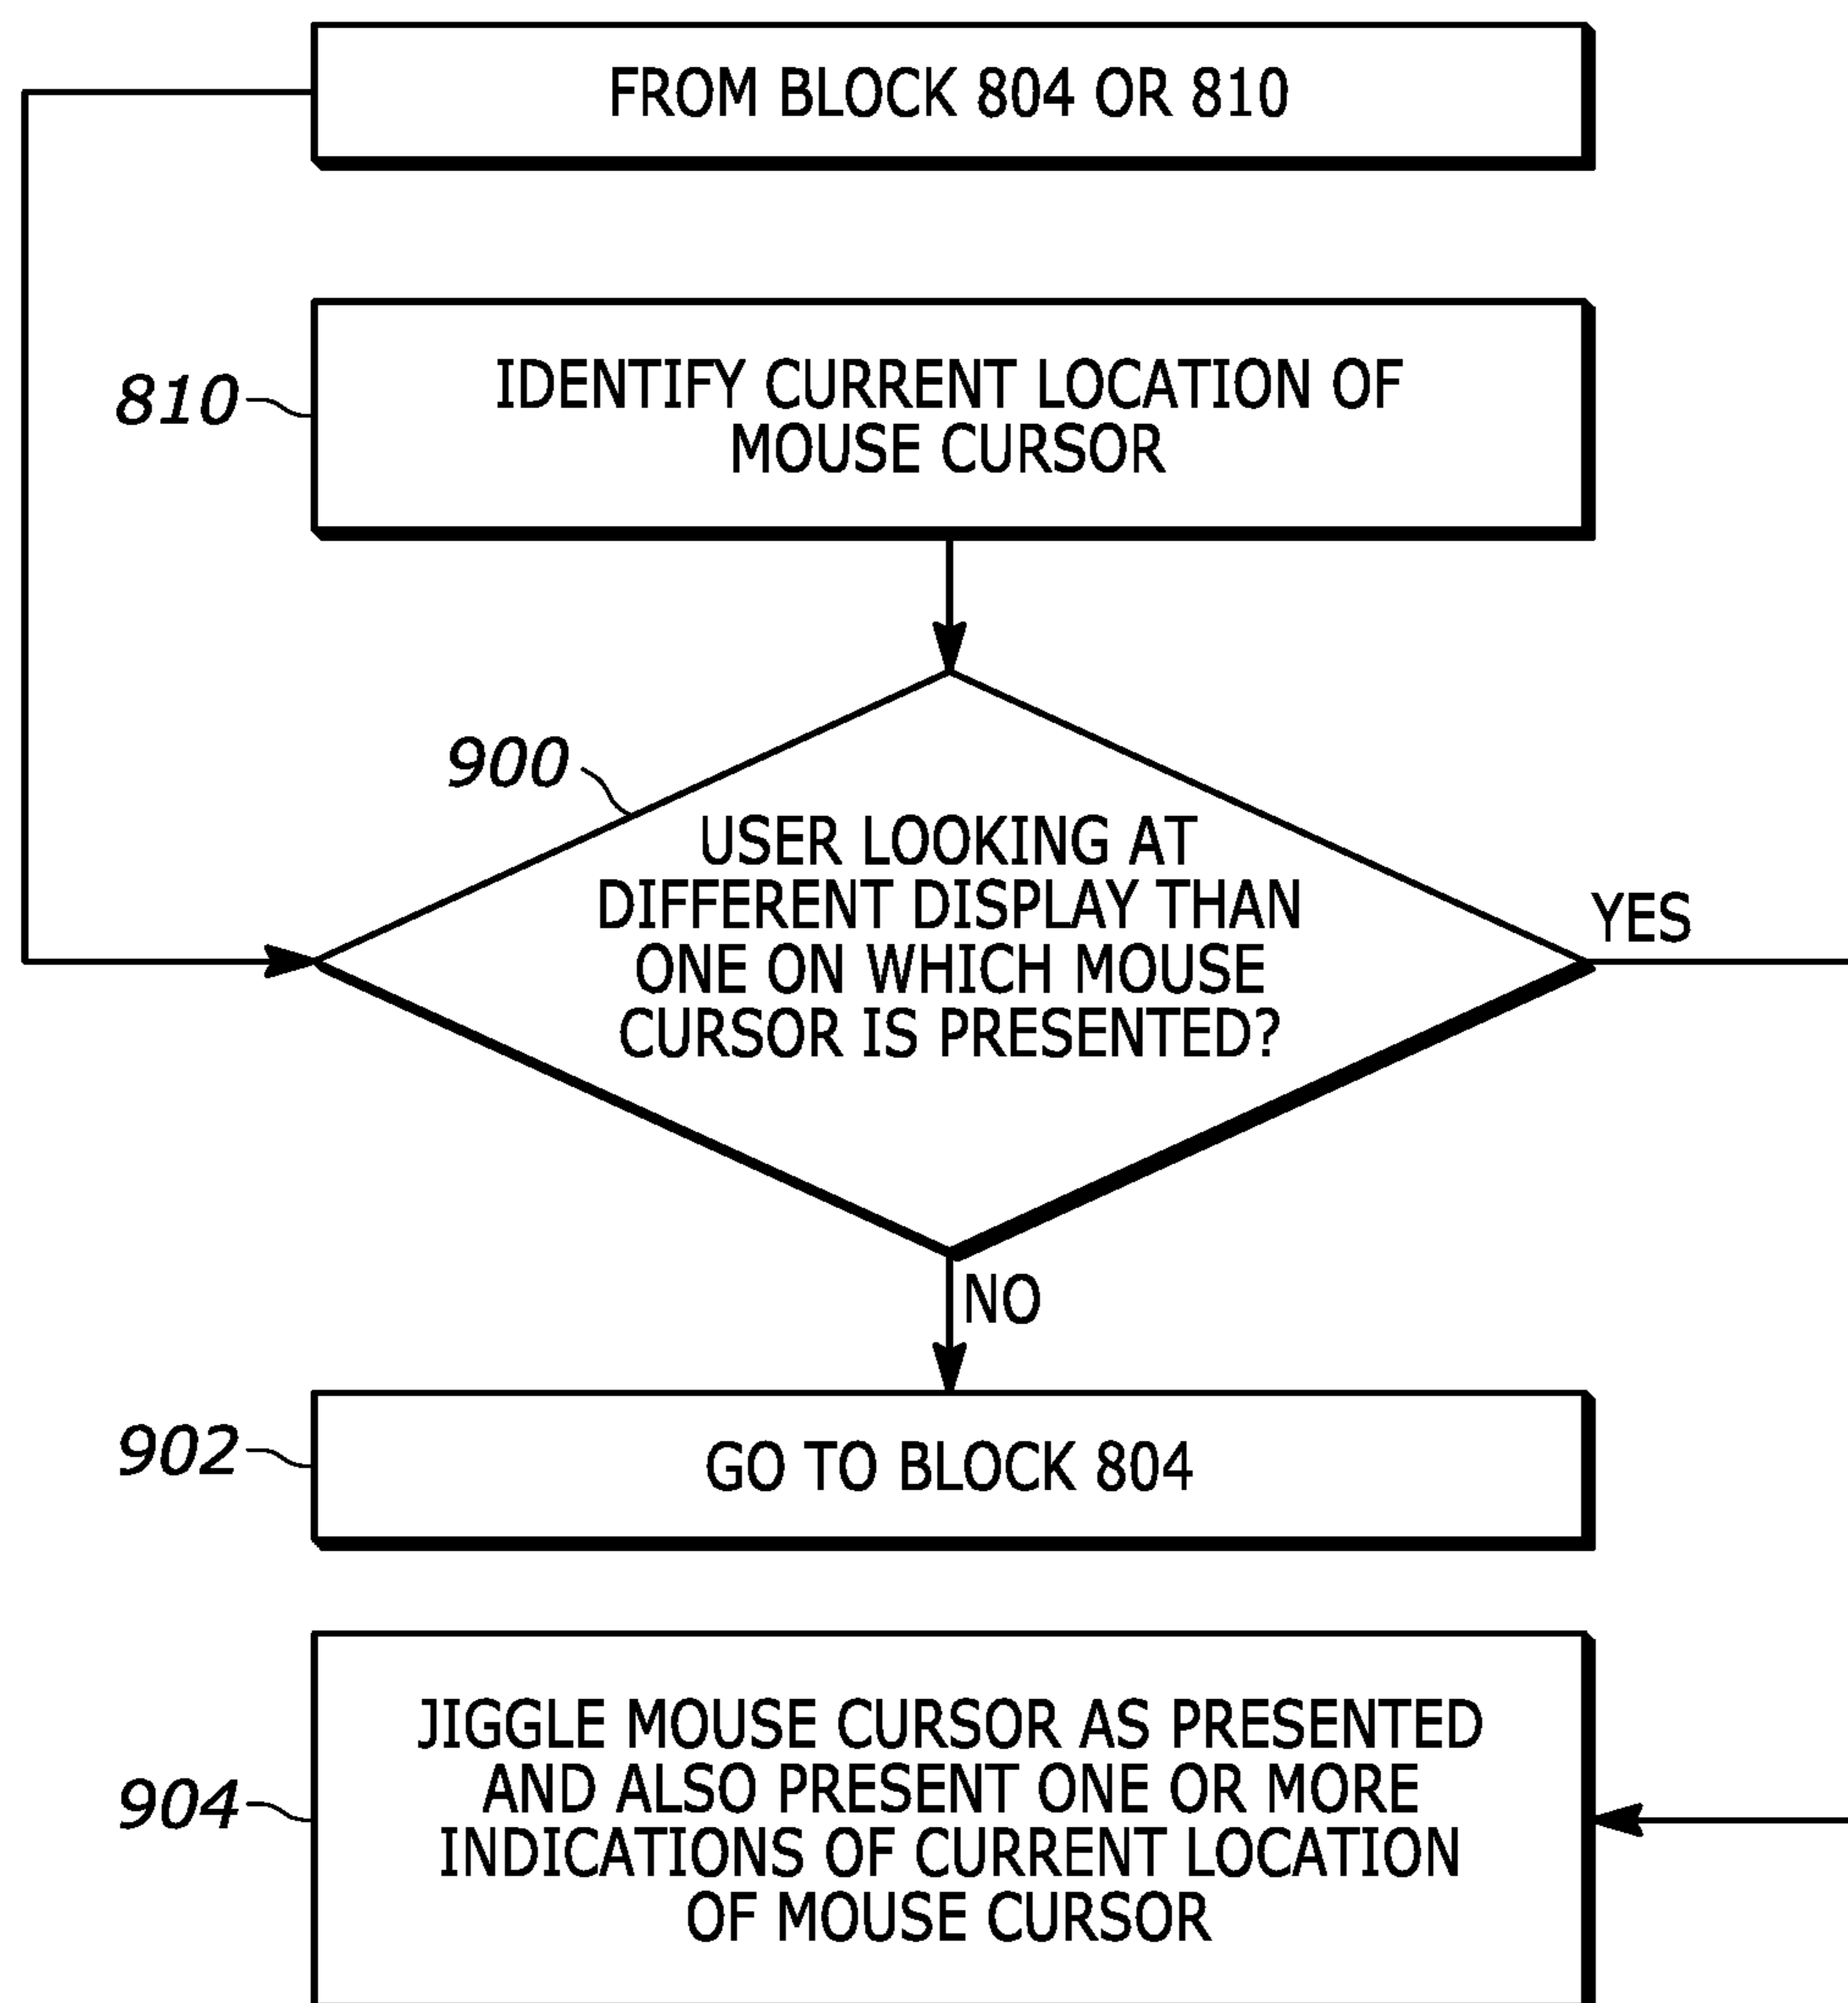 FROM BLOCK 804 OR 810
810
IDENTIFY CURRENT LOCATION OF
MOUSE CURSOR
900
USER LOOKING AT
DIFFERENT DISPLAY THAN
ONE ON WHICH MOUSE
CURSOR IS PRESENTED?
YES
NO
902
GO TO BLOCK 804
904
JIGGLE MOUSE CURSOR AS PRESENTED
AND ALSO PRESENT ONE OR MORE
INDICATIONS OF CURRENT LOCATION
OF MOUSE CURSOR